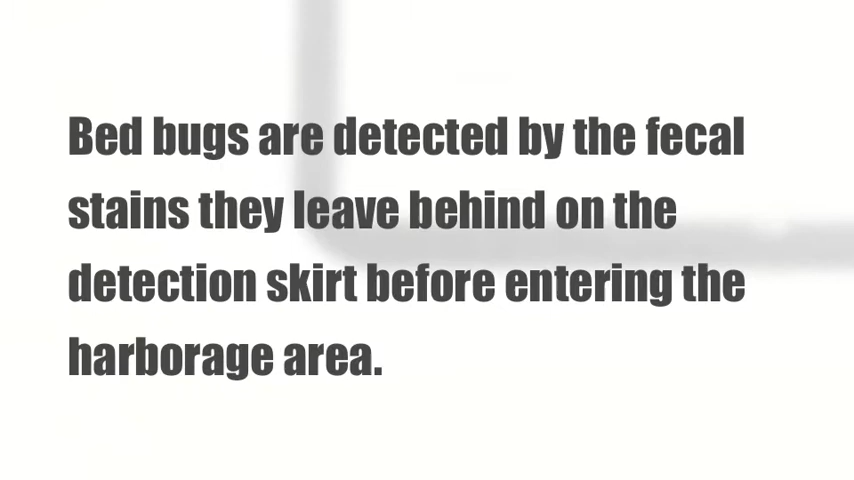 Bed bugs are detected by the fecal
stains they leave behind on the
detection skirt before entering the
harborage area.